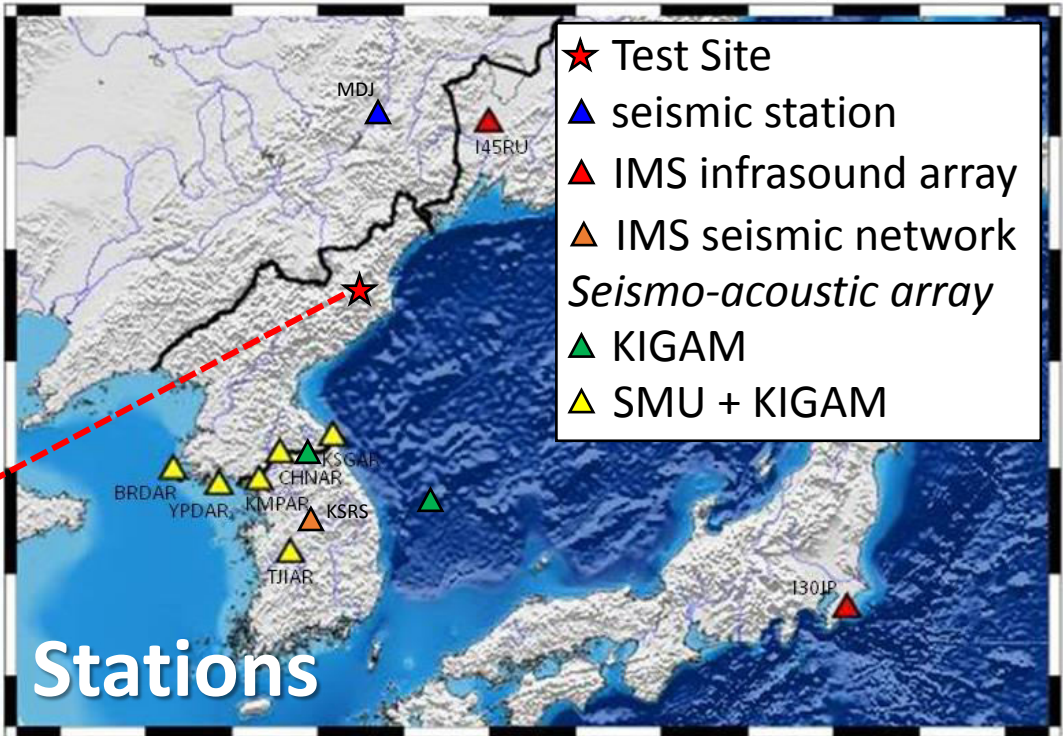 Test Site
seismic station
IMS infrasound array
IMS seismic network
Seismo-acoustic array
KIGAM
SMU + KIGAM
MDJ
I45RU
KSGAR
CHNAR
BRDAR
YPDAR
KMPAR
KSRS
TJIAR
I30JP
Stations